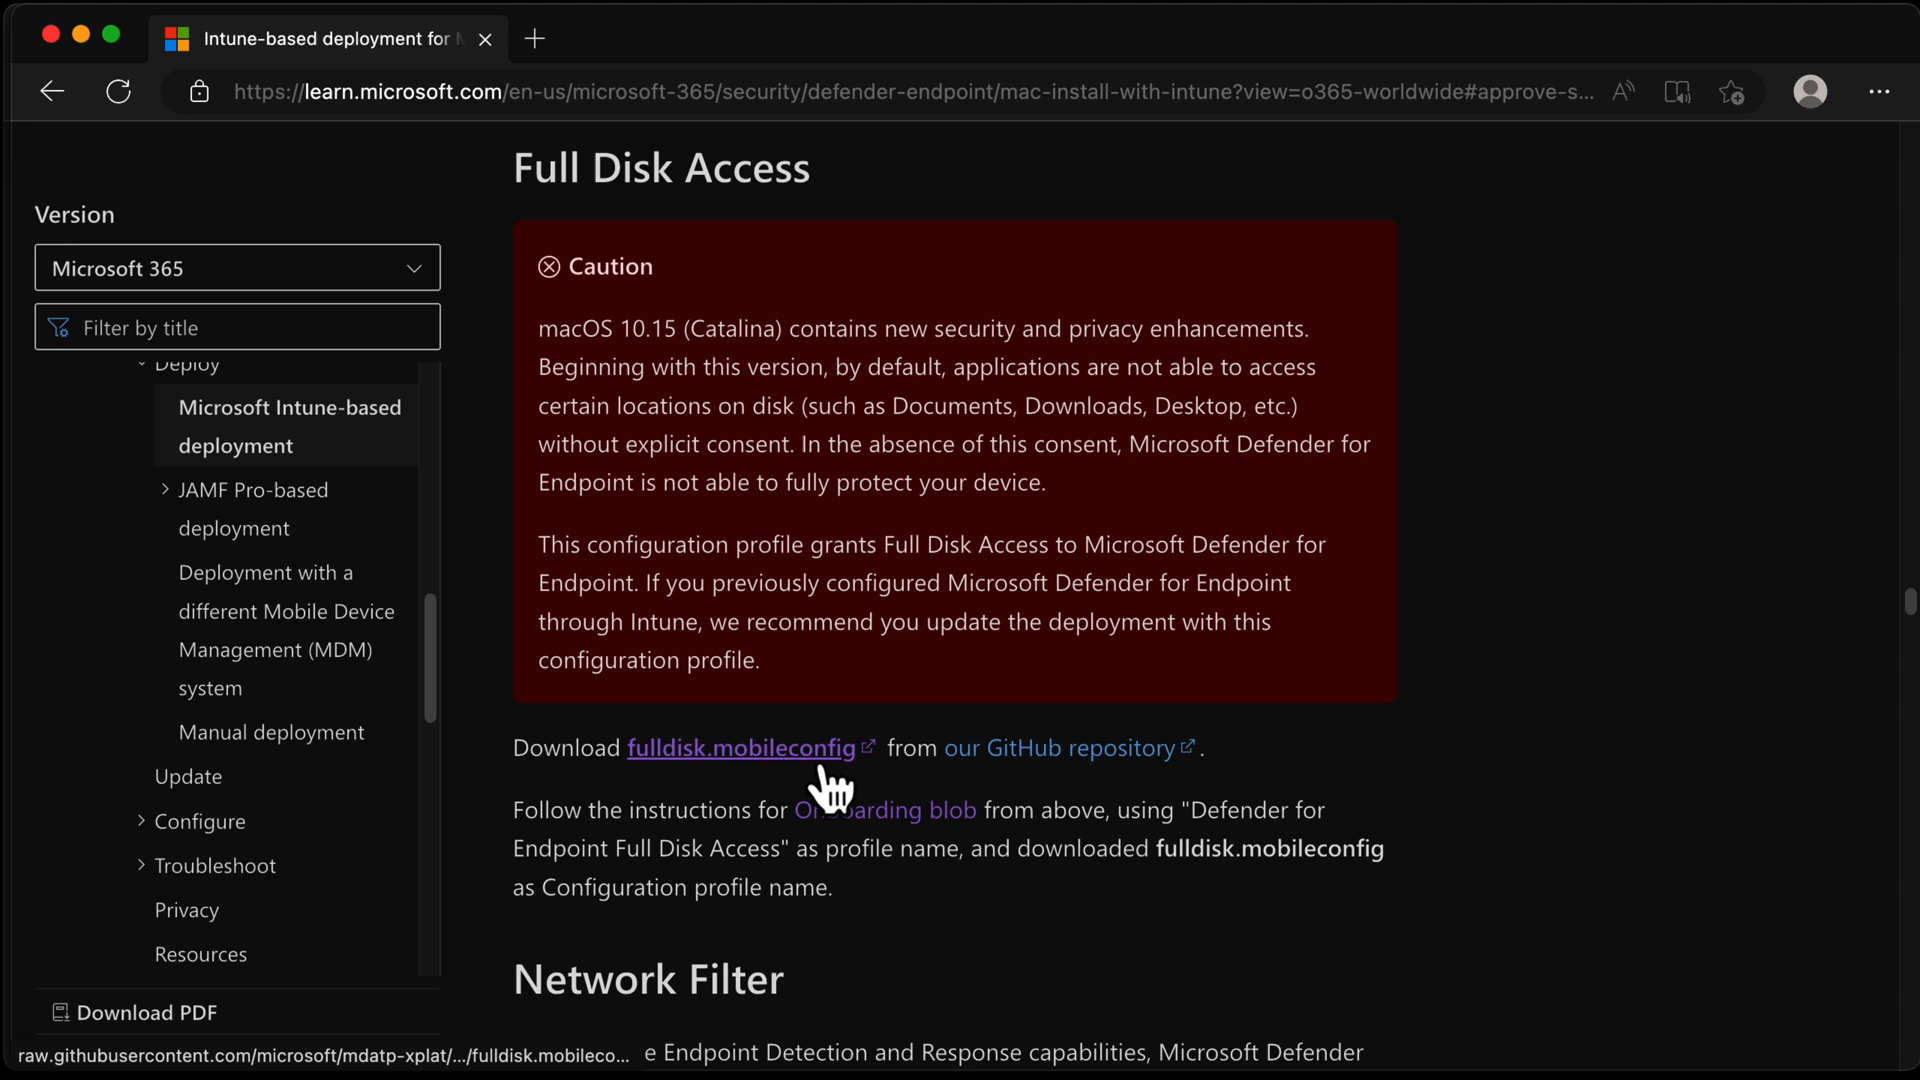 Intune-based deployment for
https://learn.microsoft.com/en-us/microsoft-365/security/defender-endpoint/mac-install-with-intune?view=o365-worldwide#approve-s...
Version
Microsoft 365
Filter by title
Deploy
Microsoft Intune-based
deployment
JAMF Pro-based
deployment
Deployment with a
different Mobile Device
Management (MDM)
system
Manual deployment
Update
Configure
Troubleshoot
Privacy
Resources
Download PDF
raw.githubusercontent.com/microsoft/mdatp-xplat/.../fulldisk.mobileco...
Full Disk Access
Caution
macOS 10.15 (Catalina) contains new security and privacy enhancements.
Beginning with this version, by default, applications are not able to access
certain locations on disk (such as Documents, Downloads, Desktop, etc.)
without explicit consent. In the absence of this consent, Microsoft Defender for
Endpoint is not able to fully protect your device.
This configuration profile grants Full Disk Access to Microsoft Defender for
Endpoint. If you previously configured Microsoft Defender for Endpoint
through Intune, we recommend you update the deployment with this
configuration profile.
Download fulldisk.mobileconfig from our GitHub repository.
Follow the instructions for Onboarding blob from above, using "Defender for
Endpoint Full Disk Access" as profile name, and downloaded fulldisk.mobileconfig
as Configuration profile name.
Network Filter
e Endpoint Detection and Response capabilities, Microsoft Defender